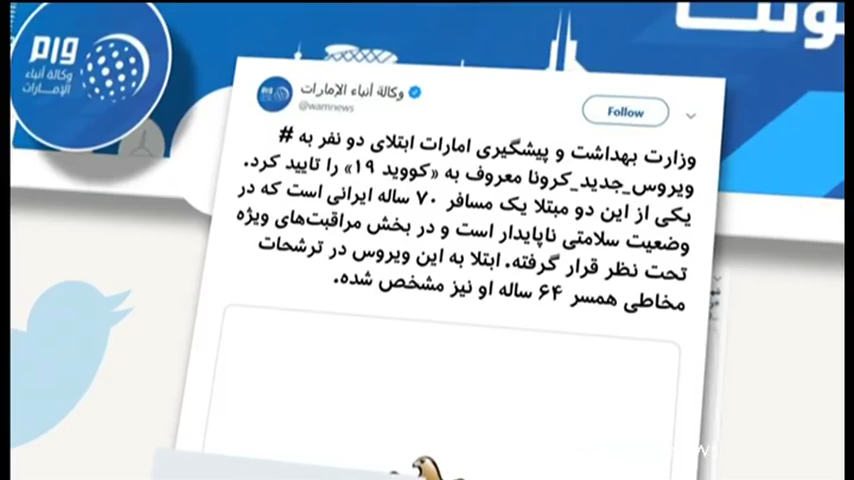 وام
وكالة أنباء
الإمارات
وكالة أنباء الإمارات
@wamnews
Follow
وزارت بهداشت و پیشگیری امارات ابتلای دو نفر به #
ویروس_جدید_کرونا معروف به «کووید ۱۹» را تایید کرد.
یکی از این دو مبتلا یک مسافر ۷۰ ساله ایرانی است که در
وضعیت سلامتی ناپایدار است و در بخش مراقبت‌های ویژه
تحت نظر قرار گرفته. ابتلا به این ویروس در ترشحات
مخاطی همسر ۶۴ ساله او نیز مشخص شده.